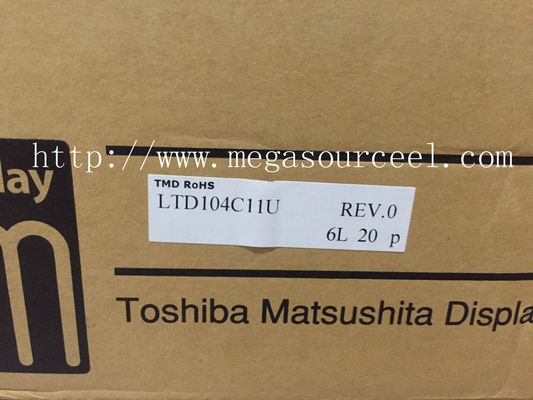 lay
http://www.megasourceel.com
TMD RoHS
LTD104C11U REV.0
6L 20 p
m
Toshiba Matsushita Displa